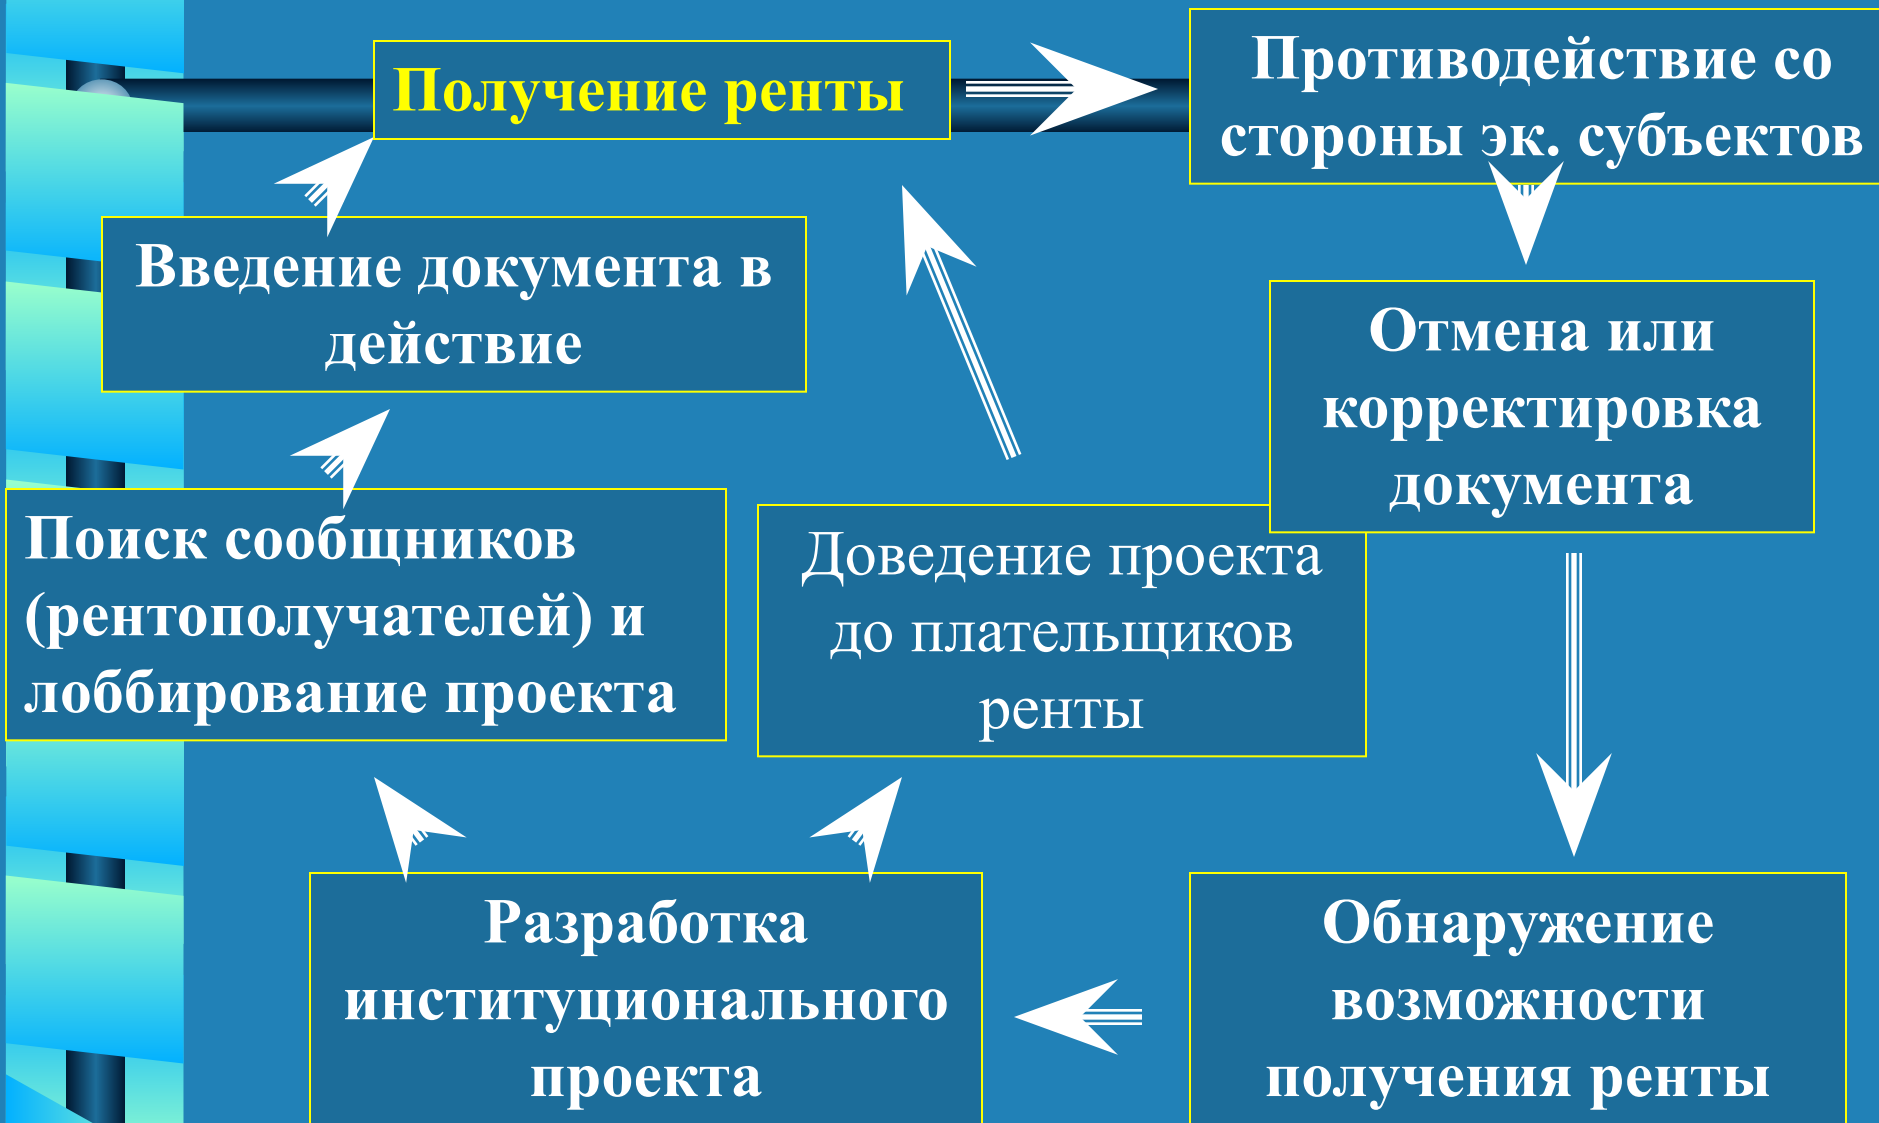 Получение ренты
Противодействие со
стороны эк. субъектов
Введение документа в
действие
Отмена или
корректировка
документа
Поиск сообщников
(рентополучателей) и
лоббирование проекта
Доведение проекта
до плательщиков
ренты
Разработка
институционального
проекта
Обнаружение
возможности
получения ренты